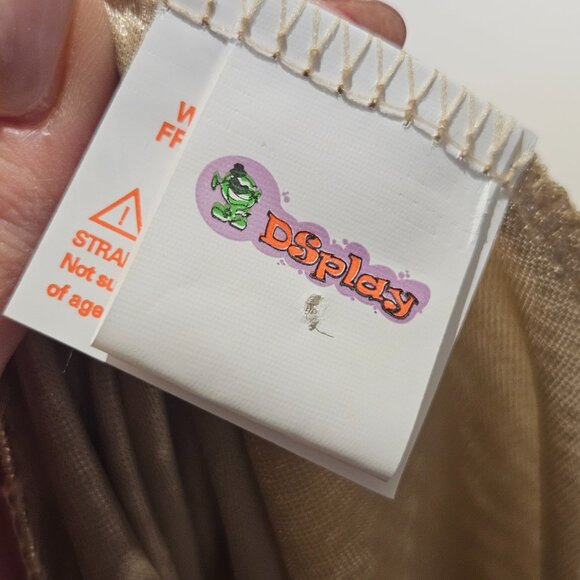 W
FF
STRA
Not su
of age
DSplay